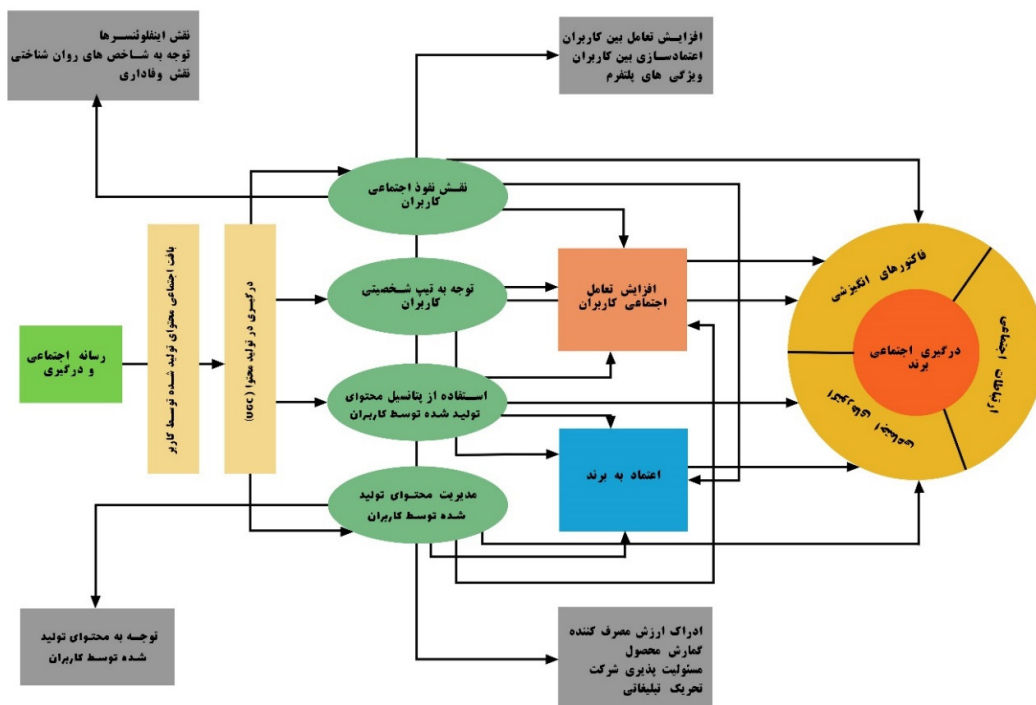 نقش اینفلوئنسرها
توجه به شاخص های روان شناختی
نقش وفاداری
افزایش تعامل بین کاربران
اعتمادسازی بین کاربران
ویژگی های پلتفرم
نقش نفوذ اجتماعی
کاربران
توجه به تیپ شخصیتی
کاربران
استفاده از پتانسیل محتوای
تولید شده توسط کاربران
مدیریت محتوای تولید
شده توسط کاربران
رسانه اجتماعی
و درگیری
بافت اجتماعی محتوای تولید شده توسط کاربر
درگیری در تولید محتوا (UGC)
افزایش تعامل
اجتماعی کاربران
اعتماد به برند
فاکتورهای انگیزشی
ارتباطات اجتماعی
اکتورهای اجتماعی
درگیری اجتماعی
برند
توجه به محتوای تولید
شده توسط کاربران
ادراک ارزش مصرف کننده
گمارش محصول
مسئولیت پذیری شرکت
تحریک تبلیغاتی